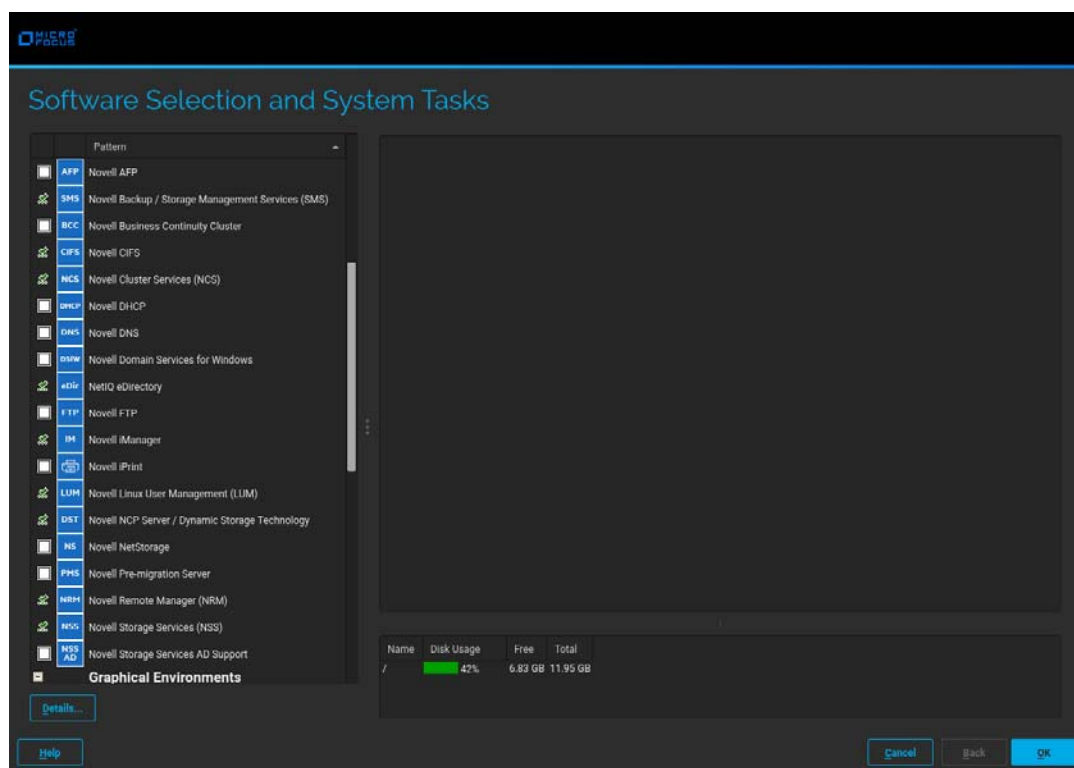 MICRO FOCUS
Software Selection and System Tasks
Pattern
AFP Novell AFP
SMS Novell Backup / Storage Management Services (SMS)
BCC Novell Business Continuity Cluster
CIFS Novell CIFS
NCS Novell Cluster Services (NCS)
DHCP Novell DHCP
DNS Novell DNS
DSfW Novell Domain Services for Windows
eDir NetIQ eDirectory
FTP Novell FTP
IM Novell iManager
Novell iPrint
LUM Novell Linux User Management (LUM)
DST Novell NCP Server / Dynamic Storage Technology
NS Novell NetStorage
PMS Novell Pre-migration Server
NRM Novell Remote Manager (NRM)
NSS Novell Storage Services (NSS)
NSS AD Novell Storage Services AD Support
Graphical Environments
Name Disk Usage Free Total
/ 42% 6.83 GB 11.95 GB
Details...
Help Cancel Back OK